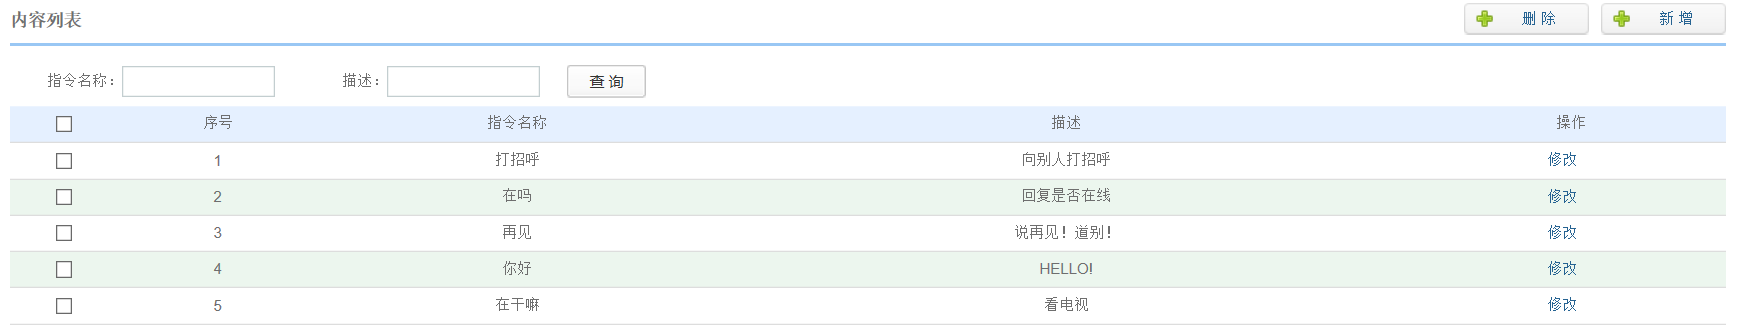 内容列表 删 除 新 增
指令名称： 描述： 查 询
序号 指令名称 描述 操作
1 打招呼 向别人打招呼 修改
2 在吗 回复是否在线 修改
3 再见 说再见！道别！ 修改
4 你好 HELLO! 修改
5 在干嘛 看电视 修改